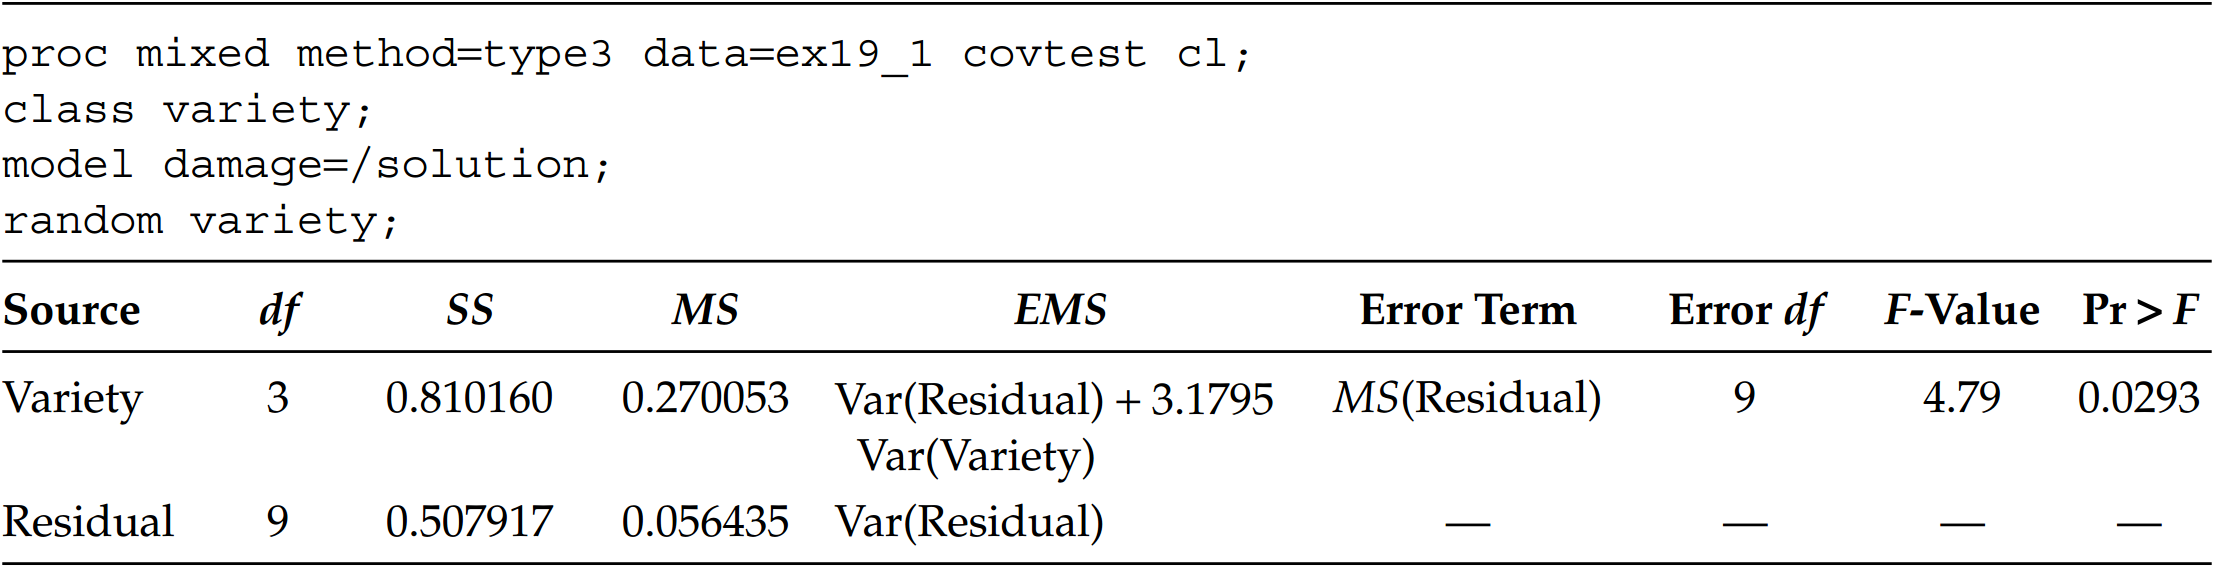 proc mixed method=type3 data=ex19_1 covtest cl;
class variety;
model damage=/solution;
random variety;
Source df SS MS EMS Error Term Error df F-Value Pr > F
Variety 3 0.810160 0.270053 Var(Residual) + 3.1795 MS(Residual) 9 4.79 0.0293
Var(Variety)
Residual 9 0.507917 0.056435 Var(Residual) — — — —